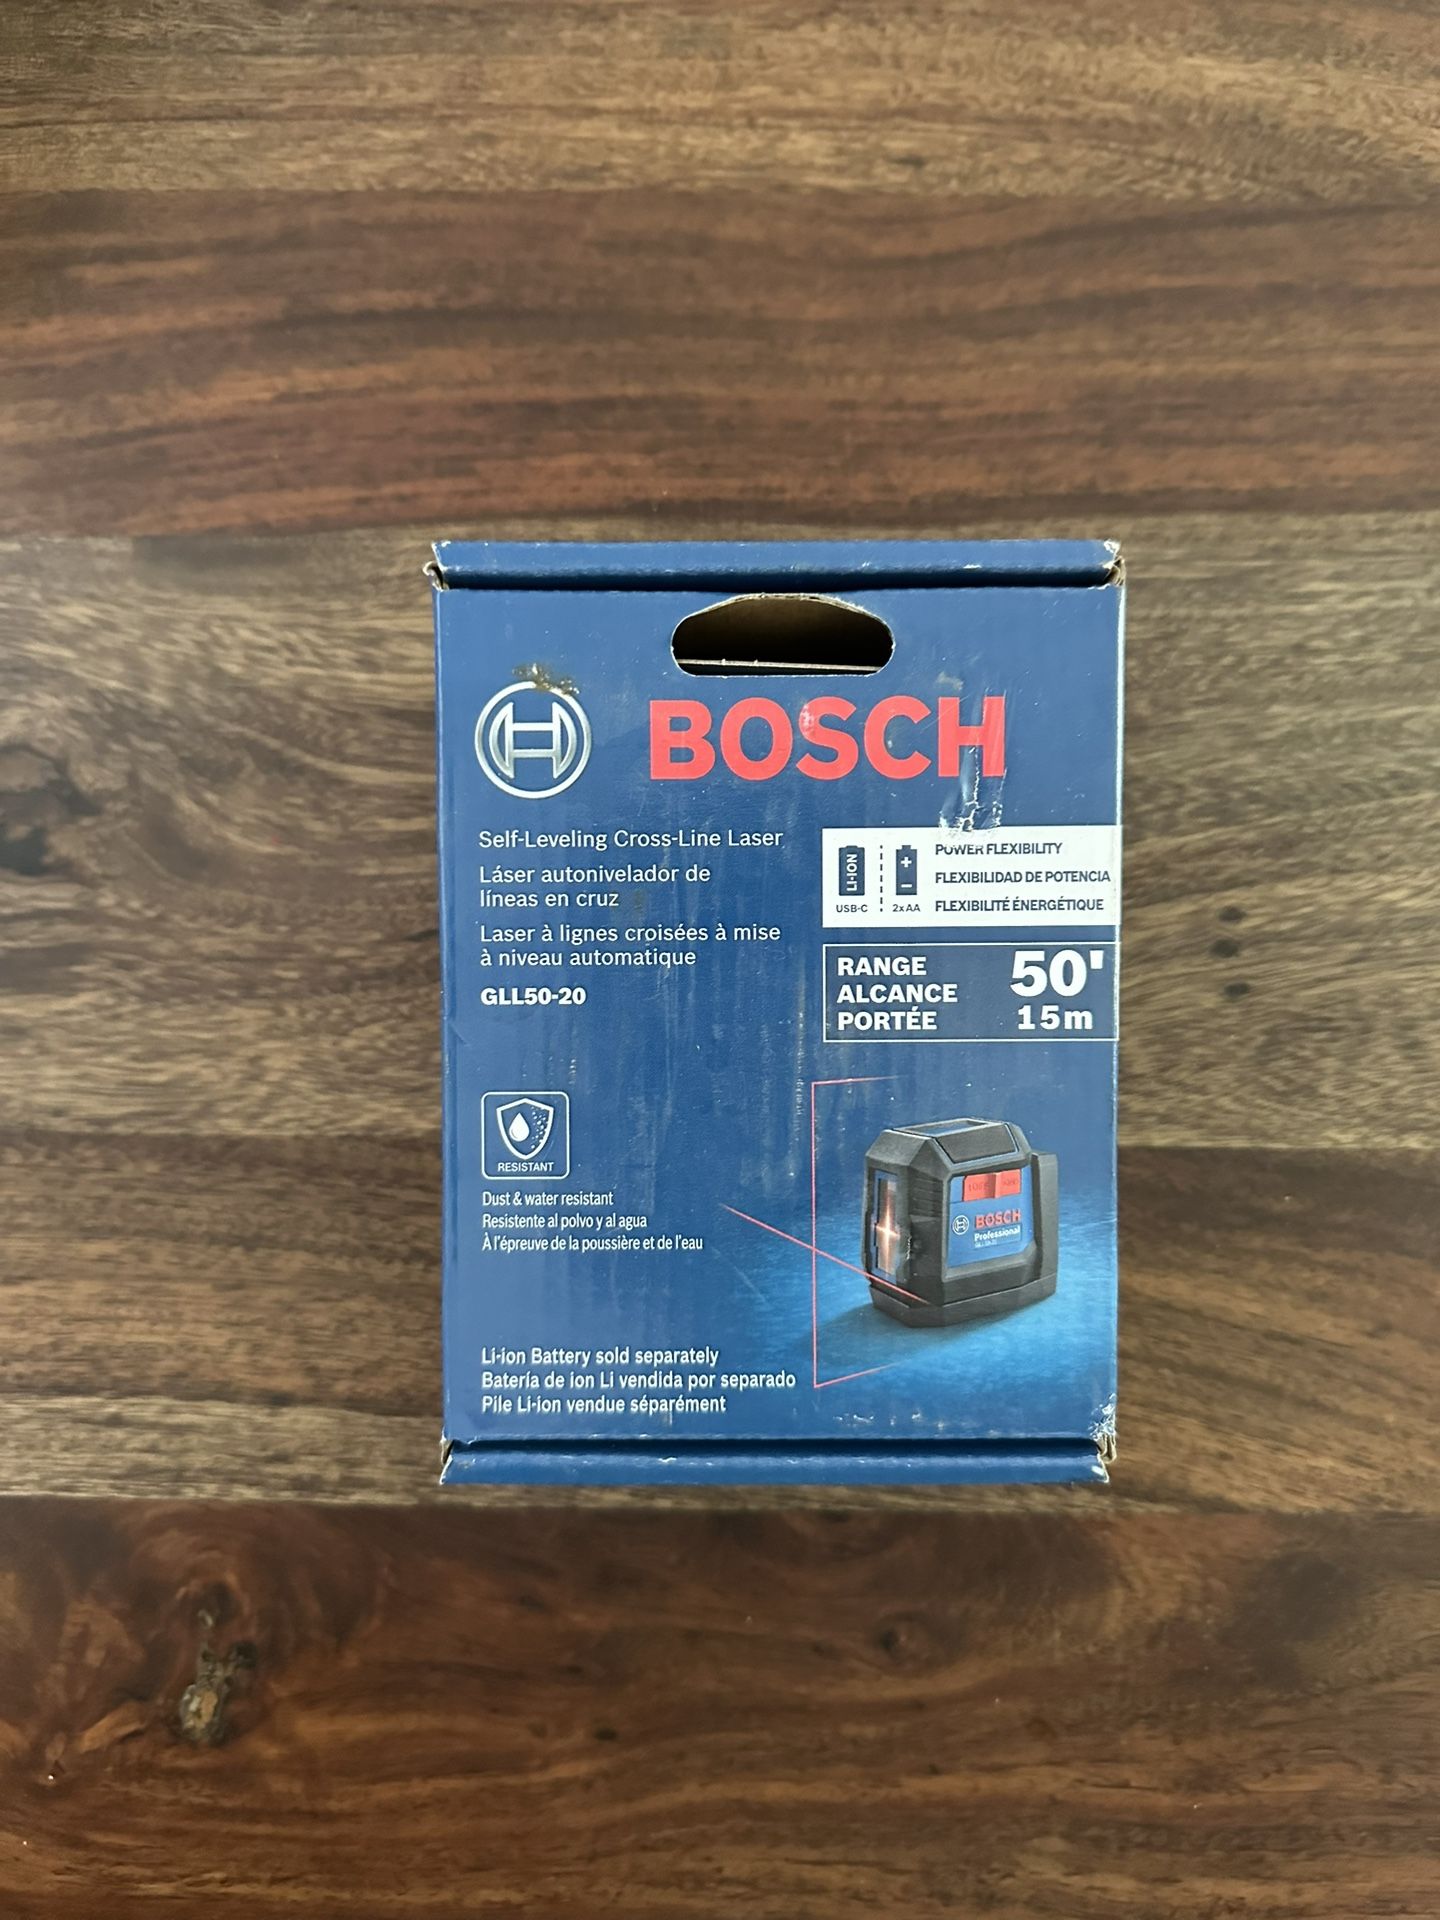 BOSCH
Self-Leveling Cross-Line Laser
Láser autonivelador de
líneas en cruz
Laser à lignes croisées à mise
à niveau automatique
GLL50-20
LI-ION
USB-C
2xAA
POWER FLEXIBILITY
FLEXIBILIDAD DE POTENCIA
FLEXIBILITÉ ÉNERGÉTIQUE
RANGE
ALCANCE
PORTÉE
50'
15m
RESISTANT
Dust & water resistant
Resistente al polvo y al agua
À l'épreuve de la poussière et de l'eau
BOSCH
Professional
Li-ion Battery sold separately
Batería de ion Li vendida por separado
Pile Li-ion vendue séparément